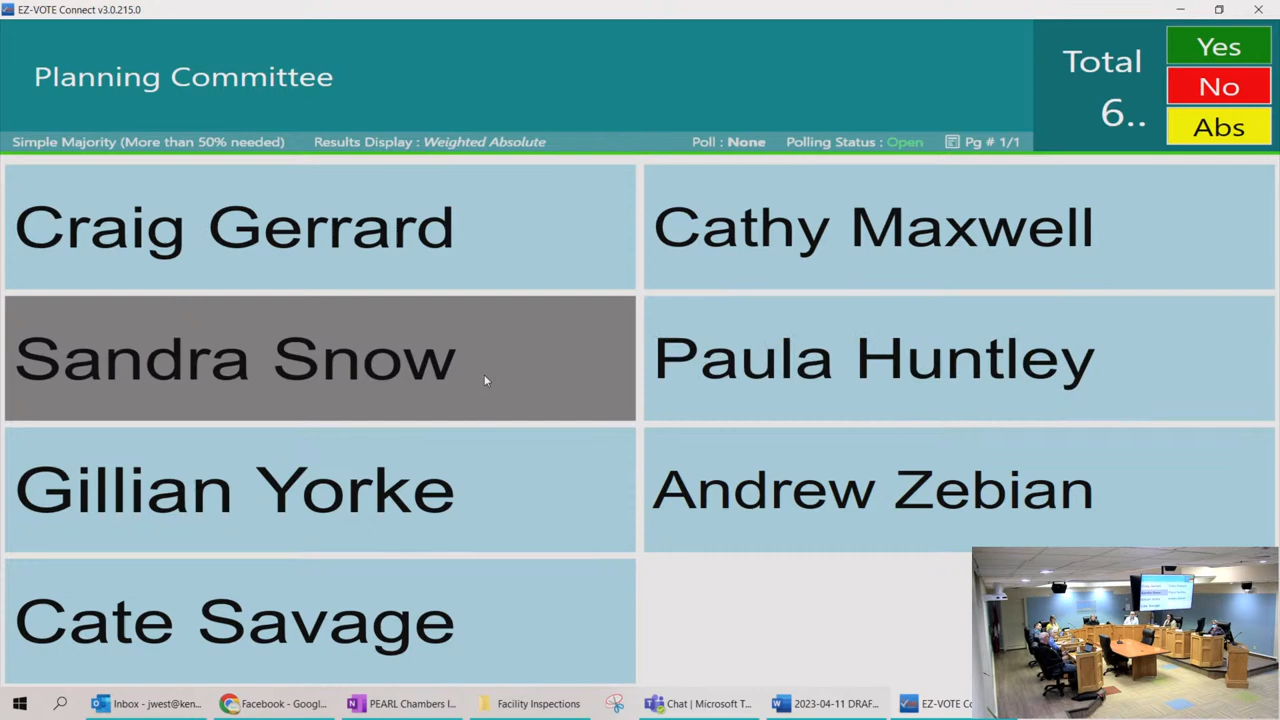 EZ-VOTE Connect v3.0.215.0
Planning Committee
Total
6..
Yes
No
Abs
Simple Majority (More than 50% needed)
Results Display : Weighted Absolute
Poll : None
Polling Status : Open
Pg # 1/1
Craig Gerrard
Cathy Maxwell
Sandra Snow
Paula Huntley
Gillian Yorke
Andrew Zebian
Cate Savage
Inbox - jwest@ken...
Facebook - Googl...
PEARL Chambers I...
Facility Inspections
Chat | Microsoft T...
2023-04-11 DRAF...
EZ-VOTE Co...